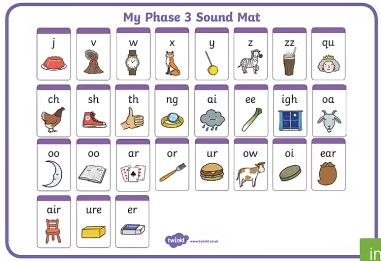 My Phase 3 Sound Mat
j v w x y z zz qu
ch sh th ng ai ee igh oa
oo oo ar or ur ow oi ear
air ure er
twinkl www.twinkl.co.uk
in